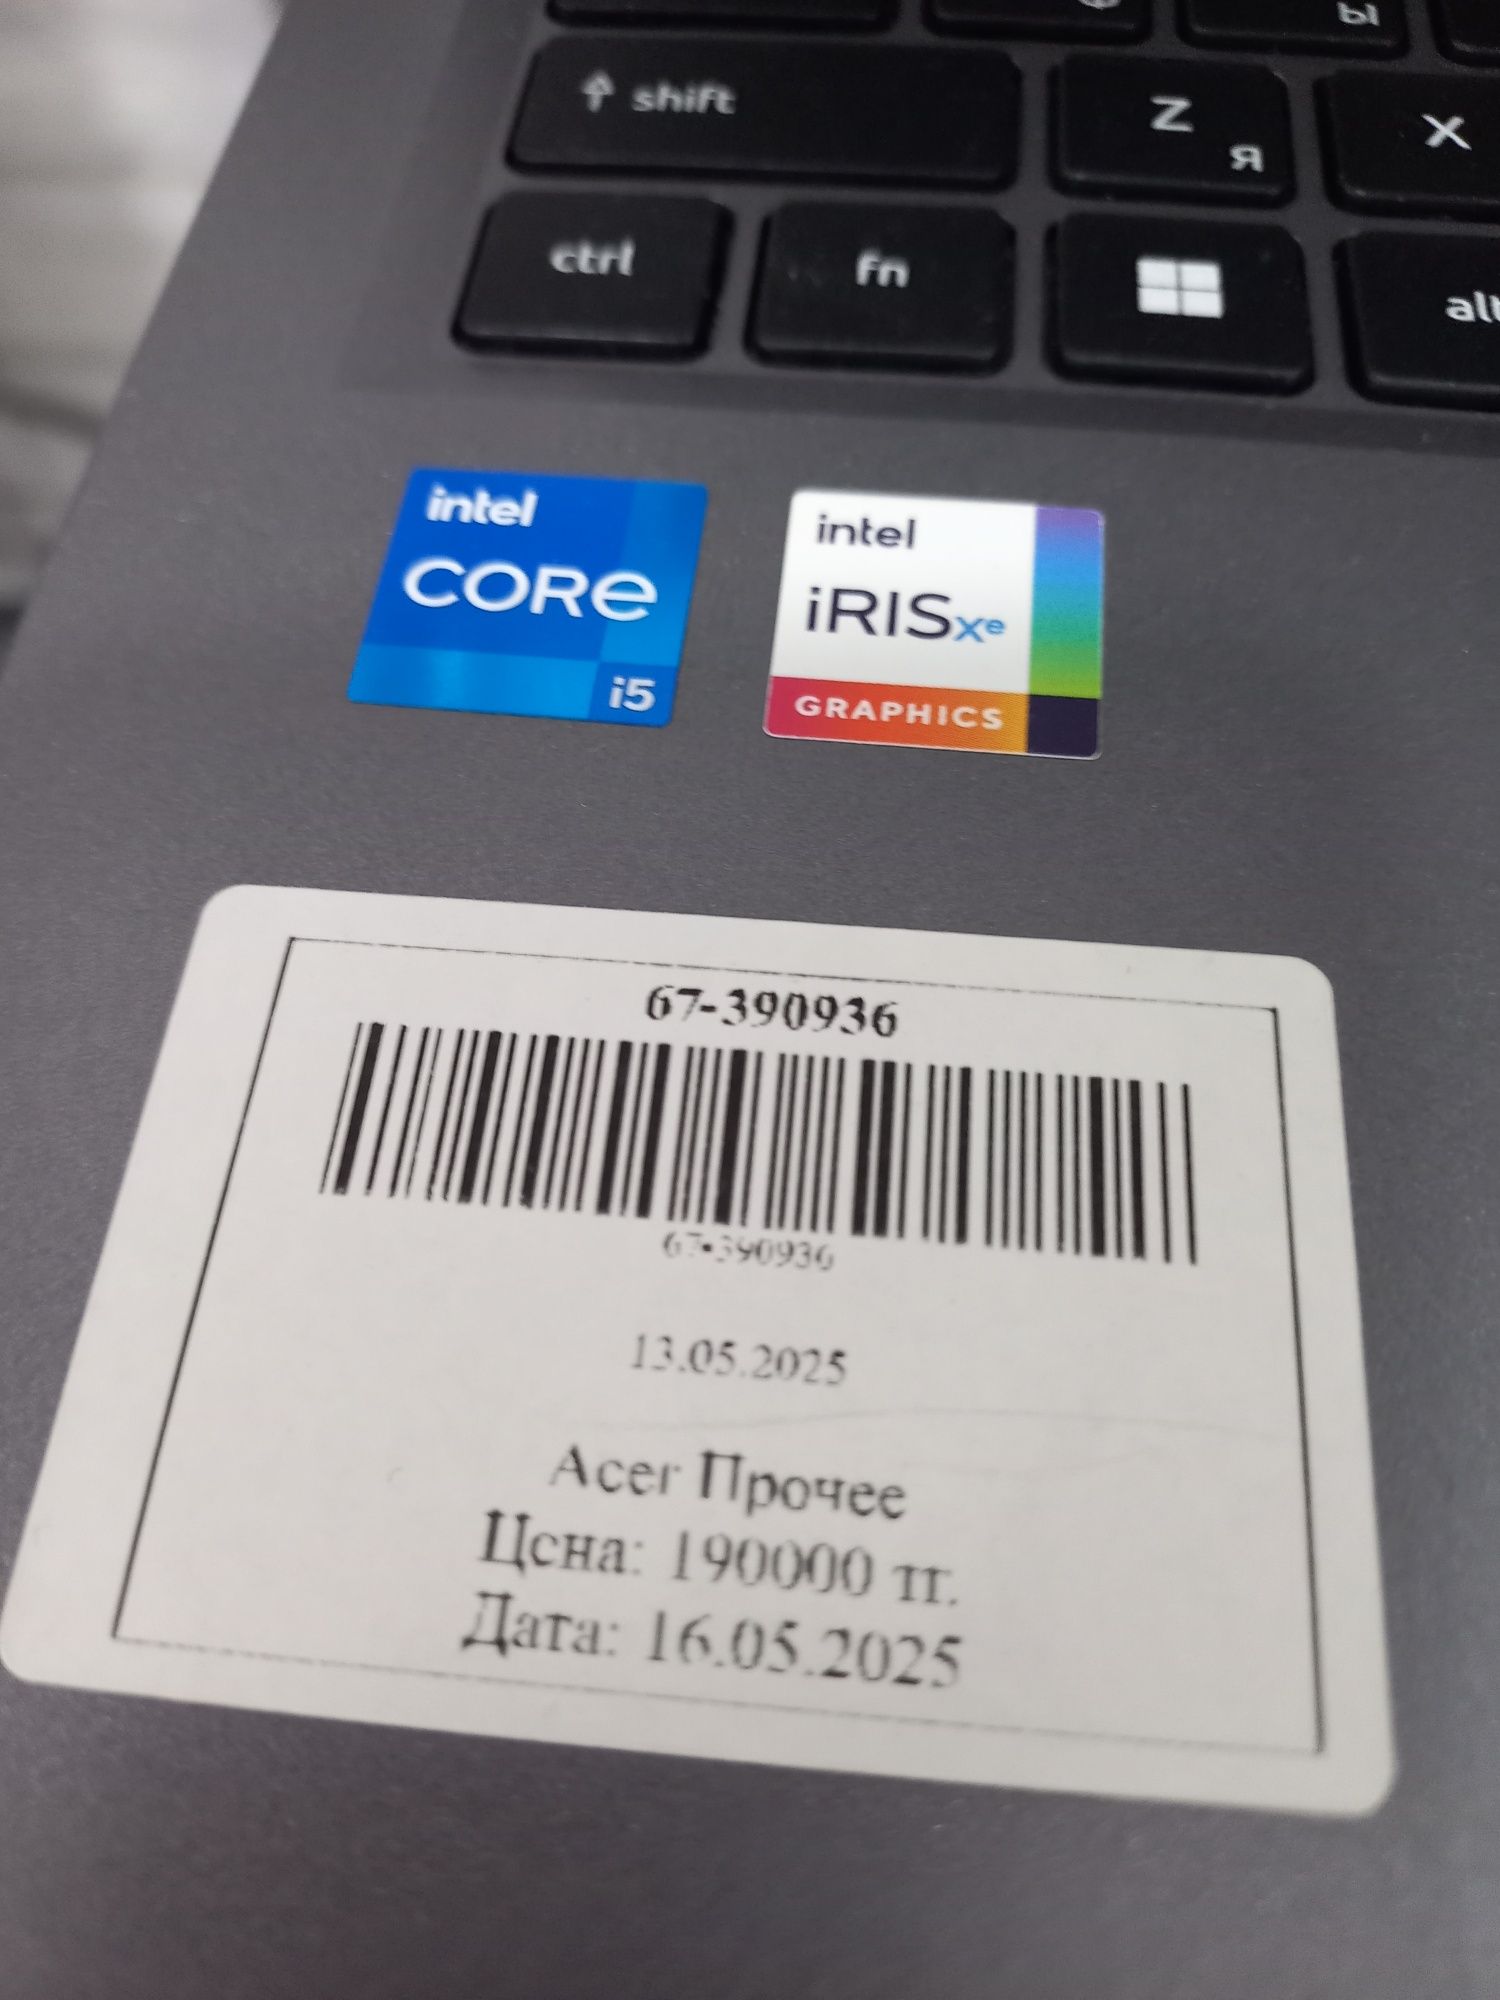 ф
ы
shift
Z
Я
X
ctrl
fn
alt
intel
CORE
i5
intel
iRISxe
GRAPHICS
67-390936
67-390936
13.05.2025
Acer Прочее
Цена: 190000 тг.
Дата: 16.05.2025